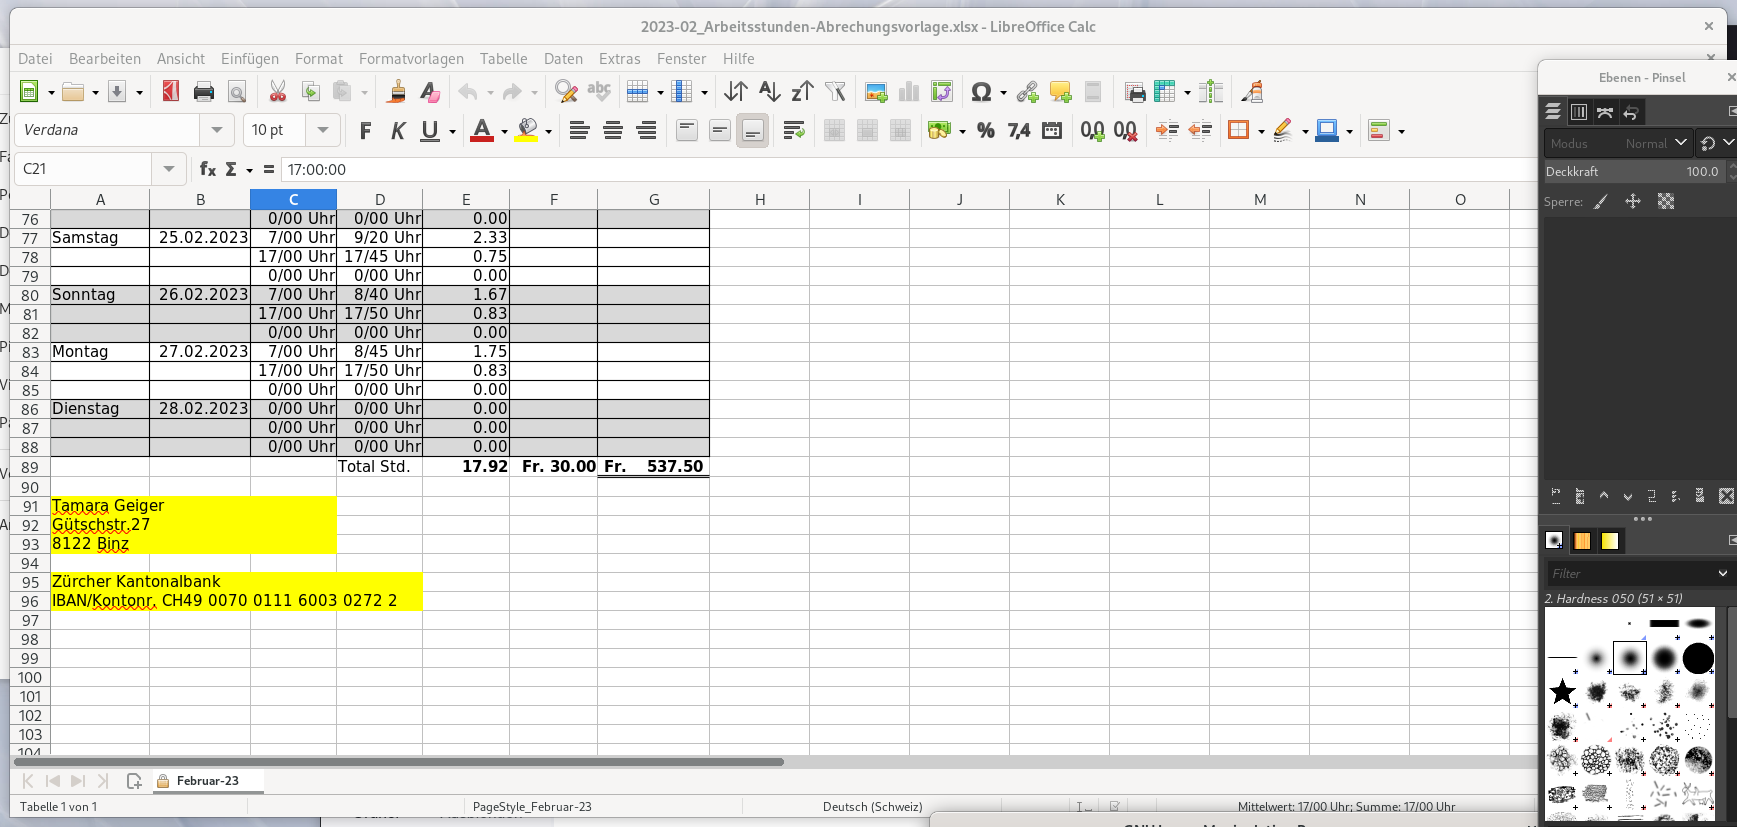 2023-02_Arbeitsstunden-Abrechungsvorlage.xlsx - LibreOffice Calc
Datei Bearbeiten Ansicht Einfügen Format Formatvorlagen Tabelle Daten Extras Fenster Hilfe
Verdana 10 pt
C21 17:00:00
A B C D E F G H I J K L M N O
76 0/00 Uhr 0/00 Uhr 0.00
77 Samstag 25.02.2023 7/00 Uhr 9/20 Uhr 2.33
78 17/00 Uhr 17/45 Uhr 0.75
79 0/00 Uhr 0/00 Uhr 0.00
80 Sonntag 26.02.2023 7/00 Uhr 8/40 Uhr 1.67
81 17/00 Uhr 17/50 Uhr 0.83
82 0/00 Uhr 0/00 Uhr 0.00
83 Montag 27.02.2023 7/00 Uhr 8/45 Uhr 1.75
84 17/00 Uhr 17/50 Uhr 0.83
85 0/00 Uhr 0/00 Uhr 0.00
86 Dienstag 28.02.2023 0/00 Uhr 0/00 Uhr 0.00
87 0/00 Uhr 0/00 Uhr 0.00
88 0/00 Uhr 0/00 Uhr 0.00
89 Total Std. 17.92 Fr. 30.00 Fr. 537.50
90
91 Tamara Geiger
92 Gütschstr.27
93 8122 Binz
94
95 Zürcher Kantonalbank
96 IBAN/Kontonr. CH49 0070 0111 6003 0272 2
97
98
99
100
101
102
103
104
Februar-23
Tabelle 1 von 1 PageStyle_Februar-23 Deutsch (Schweiz) Mittelwert: 17/00 Uhr; Summe: 17/00 Uhr
Ebenen - Pinsel
Modus Normal
Deckkraft 100.0
Sperre:
Filter
2. Hardness 050 (51 × 51)